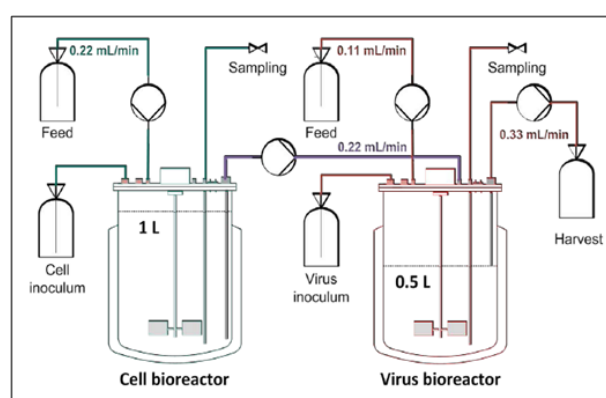 0.22 mL/min
Feed
Sampling
0.11 mL/min
Feed
Sampling
0.33 mL/min
0.22 mL/min
Harvest
Cell
inoculum
1 L
Virus
inoculum
0.5 L
Cell bioreactor
Virus bioreactor